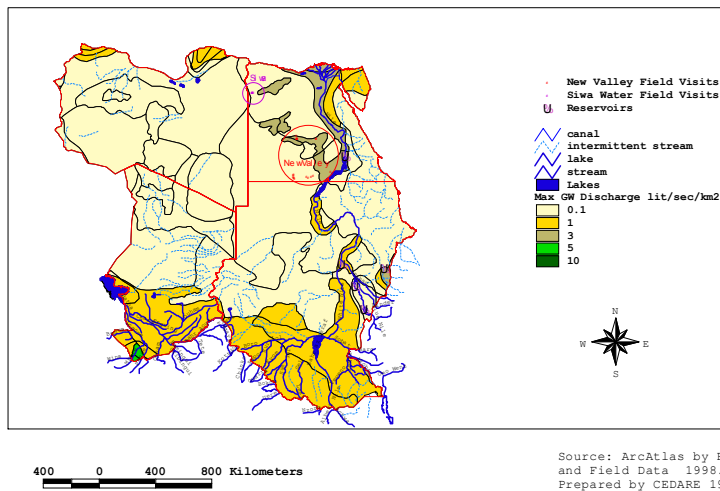 Siwa
New Valley
New Valley Field Visits
Siwa Water Field Visits
Reservoirs
canal
intermittent stream
lake
stream
Lakes
Max GW Discharge lit/sec/km2
0.1
1
3
5
10
N
W E
S
400 0 400 800 Kilometers
Source: ArcAtlas by
and Field Data 1998.
Prepared by CEDARE 19